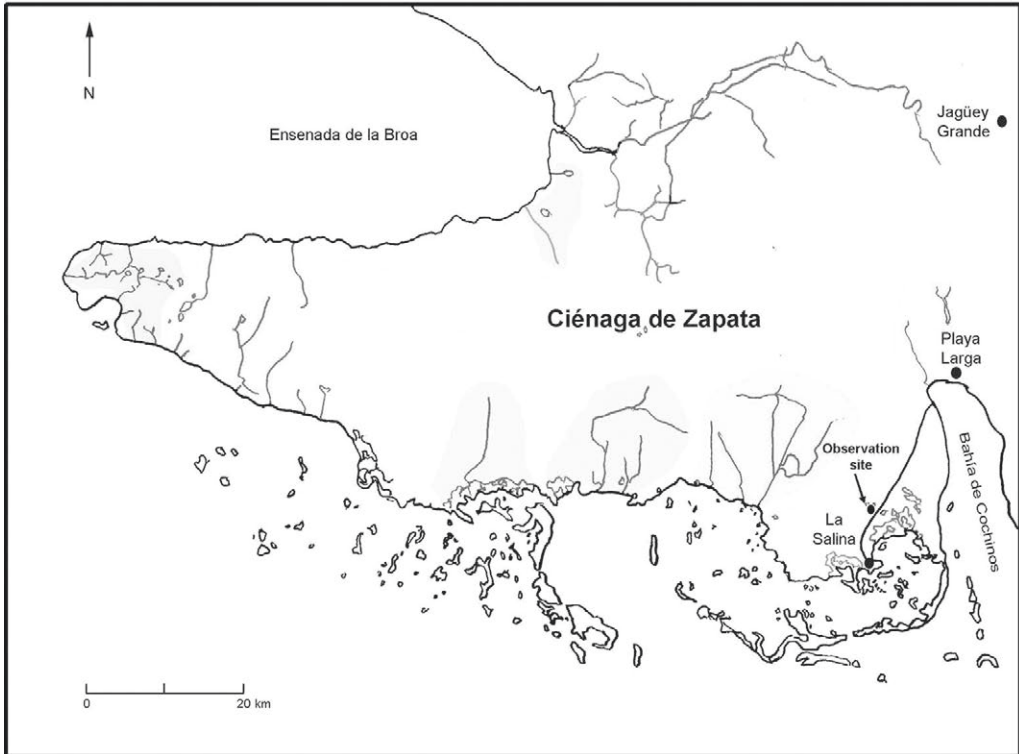 N
Ensenada de la Broa
Jagüey
Grande
Ciénaga de Zapata
Playa
Larga
Observation
site
La
Salina
Bahía de Cochinos
0 20 km